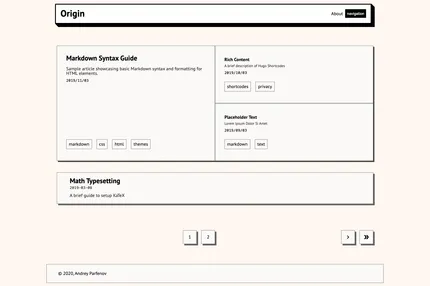 Origin
About navigation
Markdown Syntax Guide
Sample article showcasing basic Markdown syntax and formatting for
HTML elements.
2019/11/03
markdown css html themes
Rich Content
A brief description of Hugo Shortcodes
2019/10/03
shortcodes privacy
Placeholder Text
Lorem Ipsum Dolor Si Amet
2019/09/03
markdown text
Math Typesetting
2019-03-08
A brief guide to setup KaTeX
1 2 › »
© 2020, Andrey Parfenov